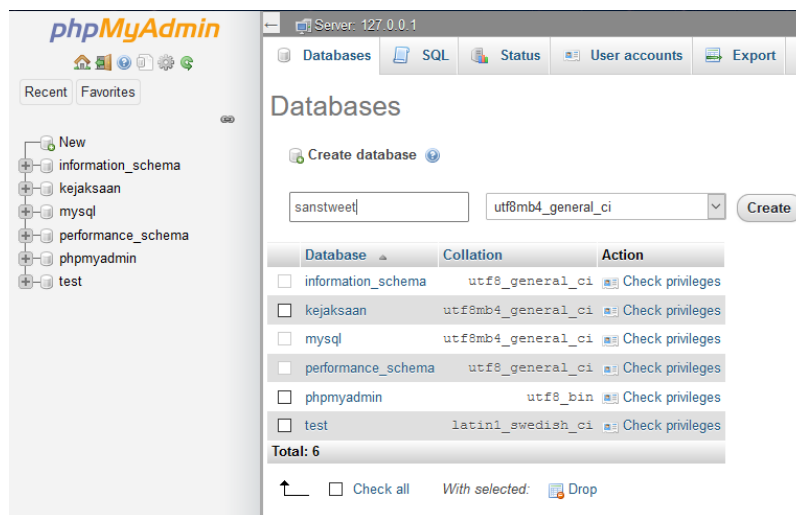 phpMyAdmin
Recent Favorites
New
information_schema
kejaksaan
mysql
performance_schema
phpmyadmin
test
Server: 127.0.0.1
Databases SQL Status User accounts Export
Databases
Create database
sanstweet utf8mb4_general_ci Create
Database Collation Action
information_schema utf8_general_ci Check privileges
kejaksaan utf8mb4_general_ci Check privileges
mysql utf8mb4_general_ci Check privileges
performance_schema utf8_general_ci Check privileges
phpmyadmin utf8_bin Check privileges
test latin1_swedish_ci Check privileges
Total: 6
Check all With selected: Drop